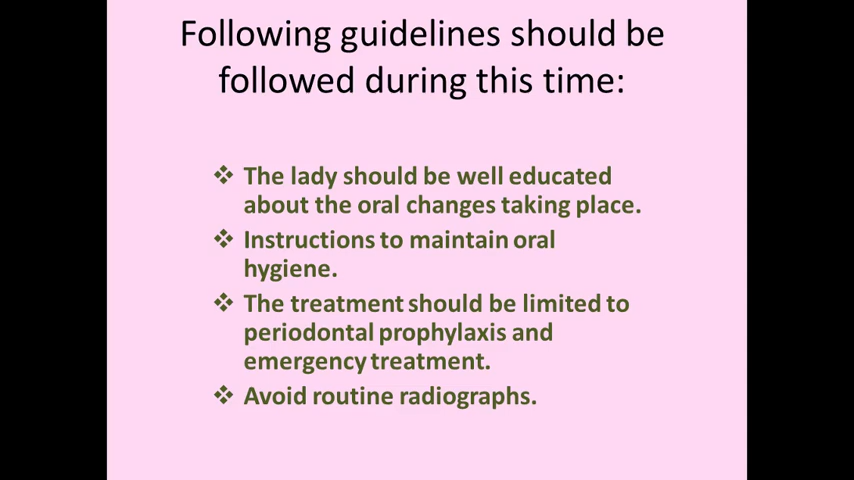 Following guidelines should be
followed during this time:
❖ The lady should be well educated
about the oral changes taking place.
❖ Instructions to maintain oral
hygiene.
❖ The treatment should be limited to
periodontal prophylaxis and
emergency treatment.
❖ Avoid routine radiographs.